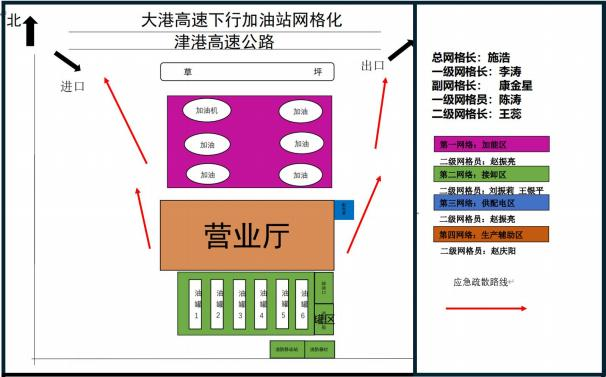 北
大港高速下行加油站网格化
津港高速公路
进口
出口
草 坪
加油机
加油
加油
加油
加油
加油
营业厅
油罐1
油罐2
油罐3
油罐4
油罐5
油罐6
罐区
总网格长：施浩
一级网格长：李涛
副网格长： 康金星
一级网格员：陈涛
二级网格长：王蕊
第一网络：加能区
二级网格员：赵振亮
第二网格：接卸区
二级网格员：刘振莉 王银平
第三网络：供配电区
二级网格员：赵振亮
第四网络：生产辅助区
二级网格员：赵庆阳
应急疏散路线